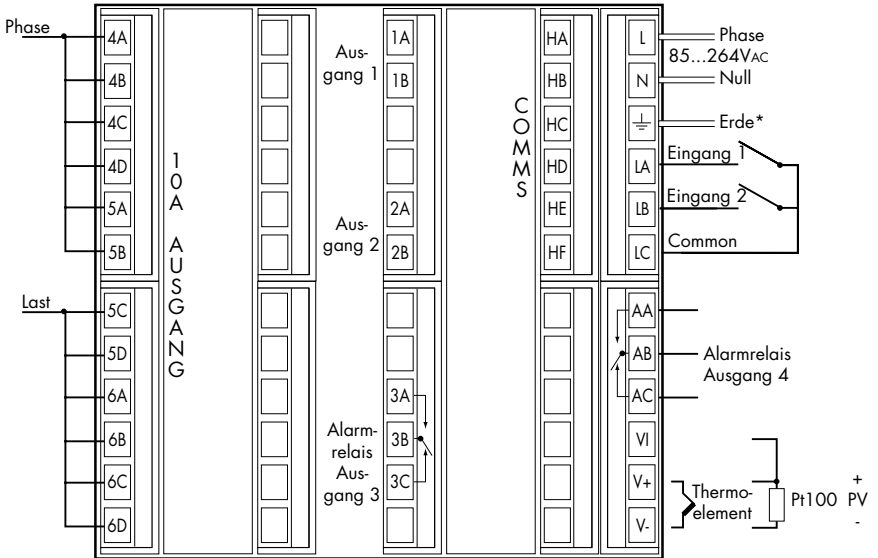 Phase
4A
4B
4C
4D
5A
5B
Last
5C
5D
6A
6B
6C
6D
10A AUSGANG
Aus-
gang 1
1A
1B
Aus-
gang 2
2A
2B
Alarm-
relais
Aus-
gang 3
3A
3B
3C
COMMS
HA
HB
HC
HD
HE
HF
L
N
LA
LB
LC
Phase
85...264VAC
Null
Erde*
Eingang 1
Eingang 2
Common
AA
AB
AC
VI
V+
V-
Alarmrelais
Ausgang 4
Thermo-
element
Pt100
+
PV
-